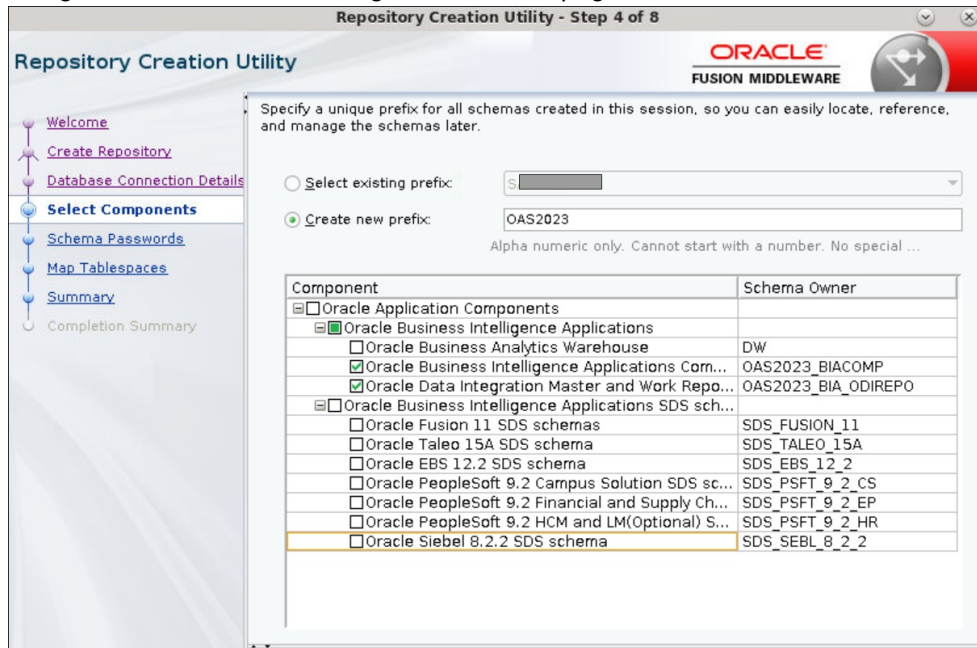 Repository Creation Utility - Step 4 of 8
Repository Creation Utility
ORACLE
FUSION MIDDLEWARE
Welcome
Create Repository
Database Connection Details
Select Components
Schema Passwords
Map Tablespaces
Summary
Completion Summary
Specify a unique prefix for all schemas created in this session, so you can easily locate, reference,
and manage the schemas later.
Select existing prefix: S
Create new prefix: OAS2023
Alpha numeric only. Cannot start with a number. No special ...
Component Schema Owner
Oracle Application Components
Oracle Business Intelligence Applications
Oracle Business Analytics Warehouse DW
Oracle Business Intelligence Applications Com... OAS2023_BIACOMP
Oracle Data Integration Master and Work Repo... OAS2023_BIA_ODIREPO
Oracle Business Intelligence Applications SDS sch...
Oracle Fusion 11 SDS schemas SDS_FUSION_11
Oracle Taleo 15A SDS schema SDS_TALEO_15A
Oracle EBS 12.2 SDS schema SDS_EBS_12_2
Oracle PeopleSoft 9.2 Campus Solution SDS sc... SDS_PSFT_9_2_CS
Oracle PeopleSoft 9.2 Financial and Supply Ch... SDS_PSFT_9_2_EP
Oracle PeopleSoft 9.2 HCM and LM(Optional) S... SDS_PSFT_9_2_HR
Oracle Siebel 8.2.2 SDS schema SDS_SEBL_8_2_2